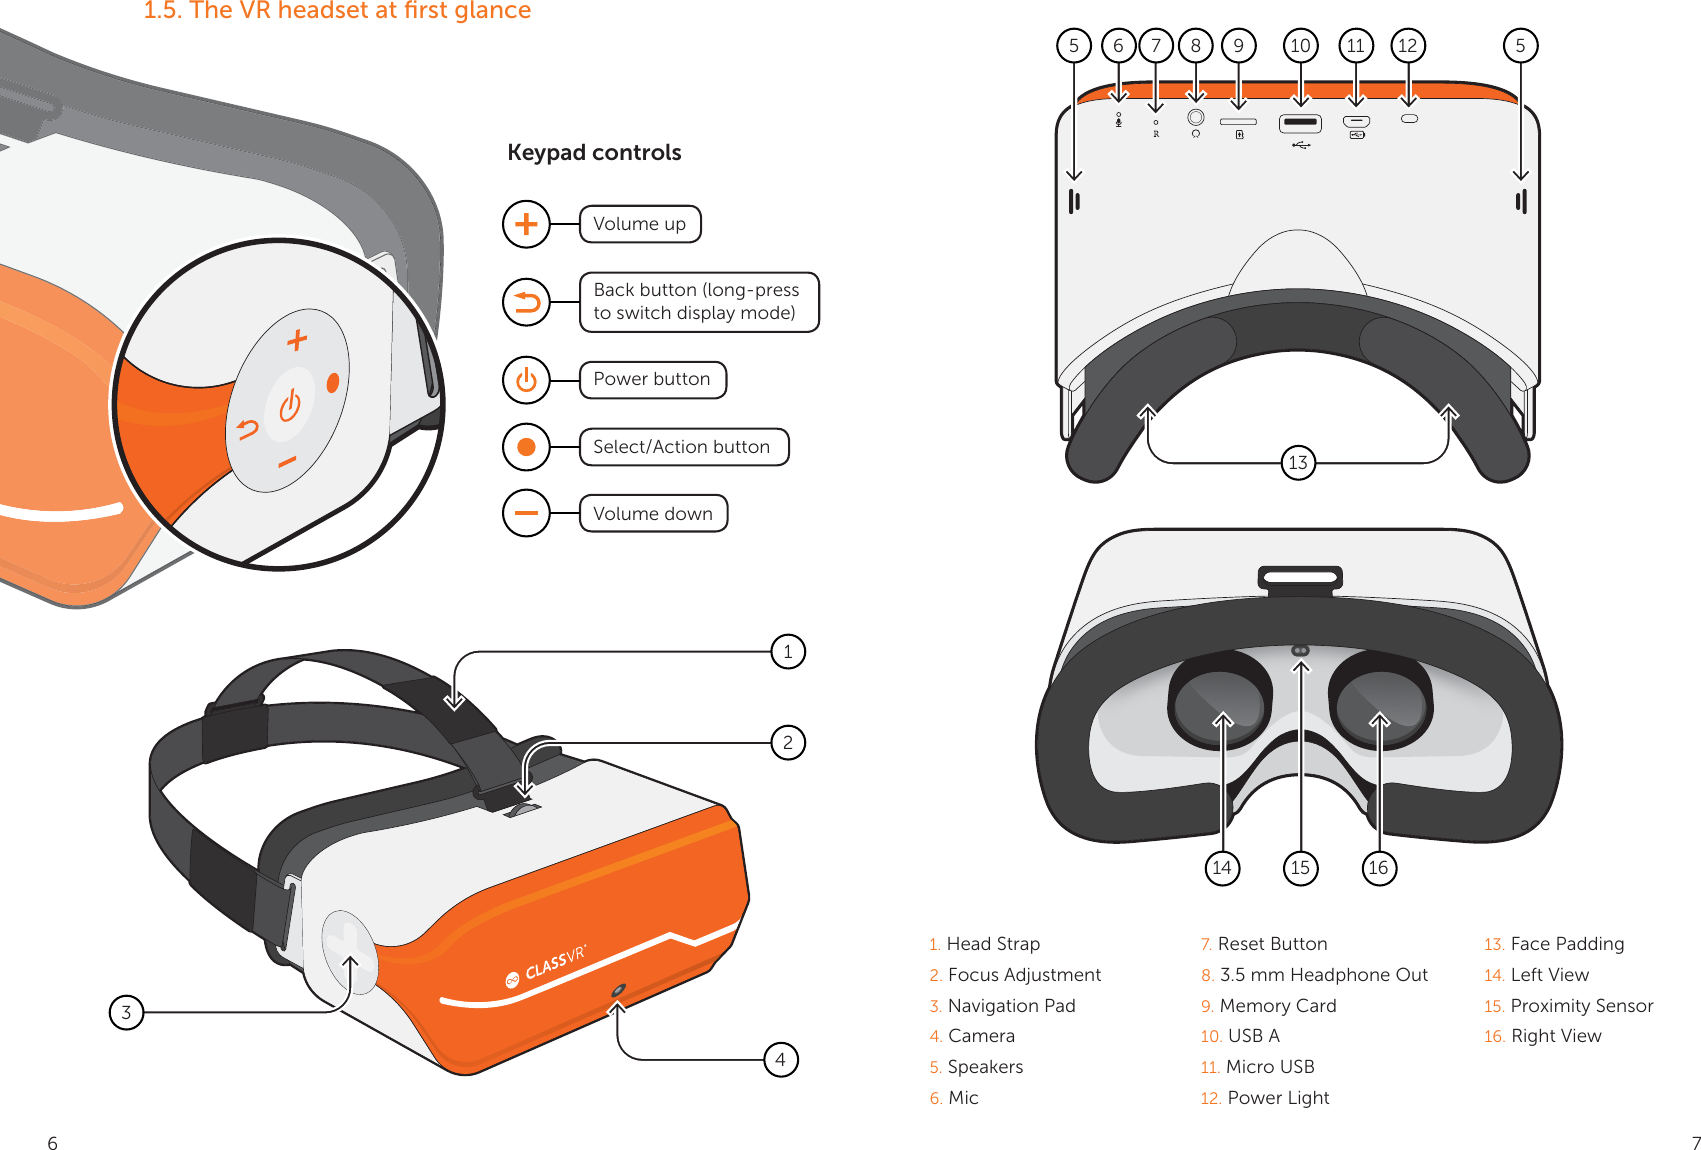 1.5. The VR headset at first glance
Keypad controls
Volume up
Back button (long-press
to switch display mode)
Power button
Select/Action button
Volume down
1
2
3
4
CLASSVR
6
5 6 7 8 9 10 11 12 5
R
13
14 15 16
1. Head Strap
2. Focus Adjustment
3. Navigation Pad
4. Camera
5. Speakers
6. Mic
7. Reset Button
8. 3.5 mm Headphone Out
9. Memory Card
10. USB A
11. Micro USB
12. Power Light
13. Face Padding
14. Left View
15. Proximity Sensor
16. Right View
7